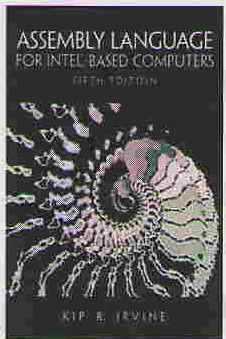 ASSEMBLY LANGUAGE
FOR INTEL-BASED COMPUTERS
FIFTH EDITION
KIP R. IRVINE